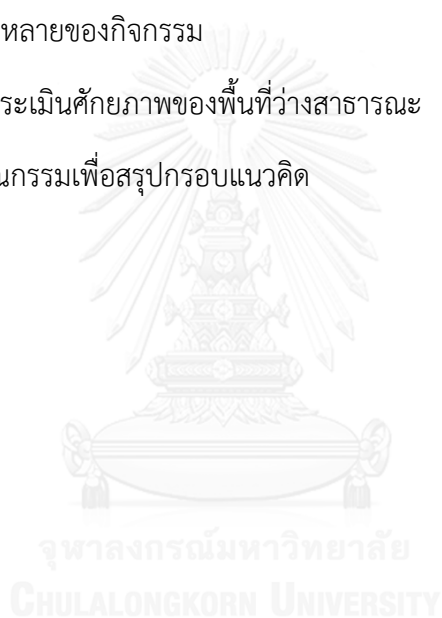 หลายของกิจกรรม
ระเมินศักยภาพของพื้นที่ว่างสาธารณะ
นกรรมเพื่อสรุปกรอบแนวคิด
จุฬาลงกรณ์มหาวิทยาลัย
CHULALONGKORN UNIVERSITY